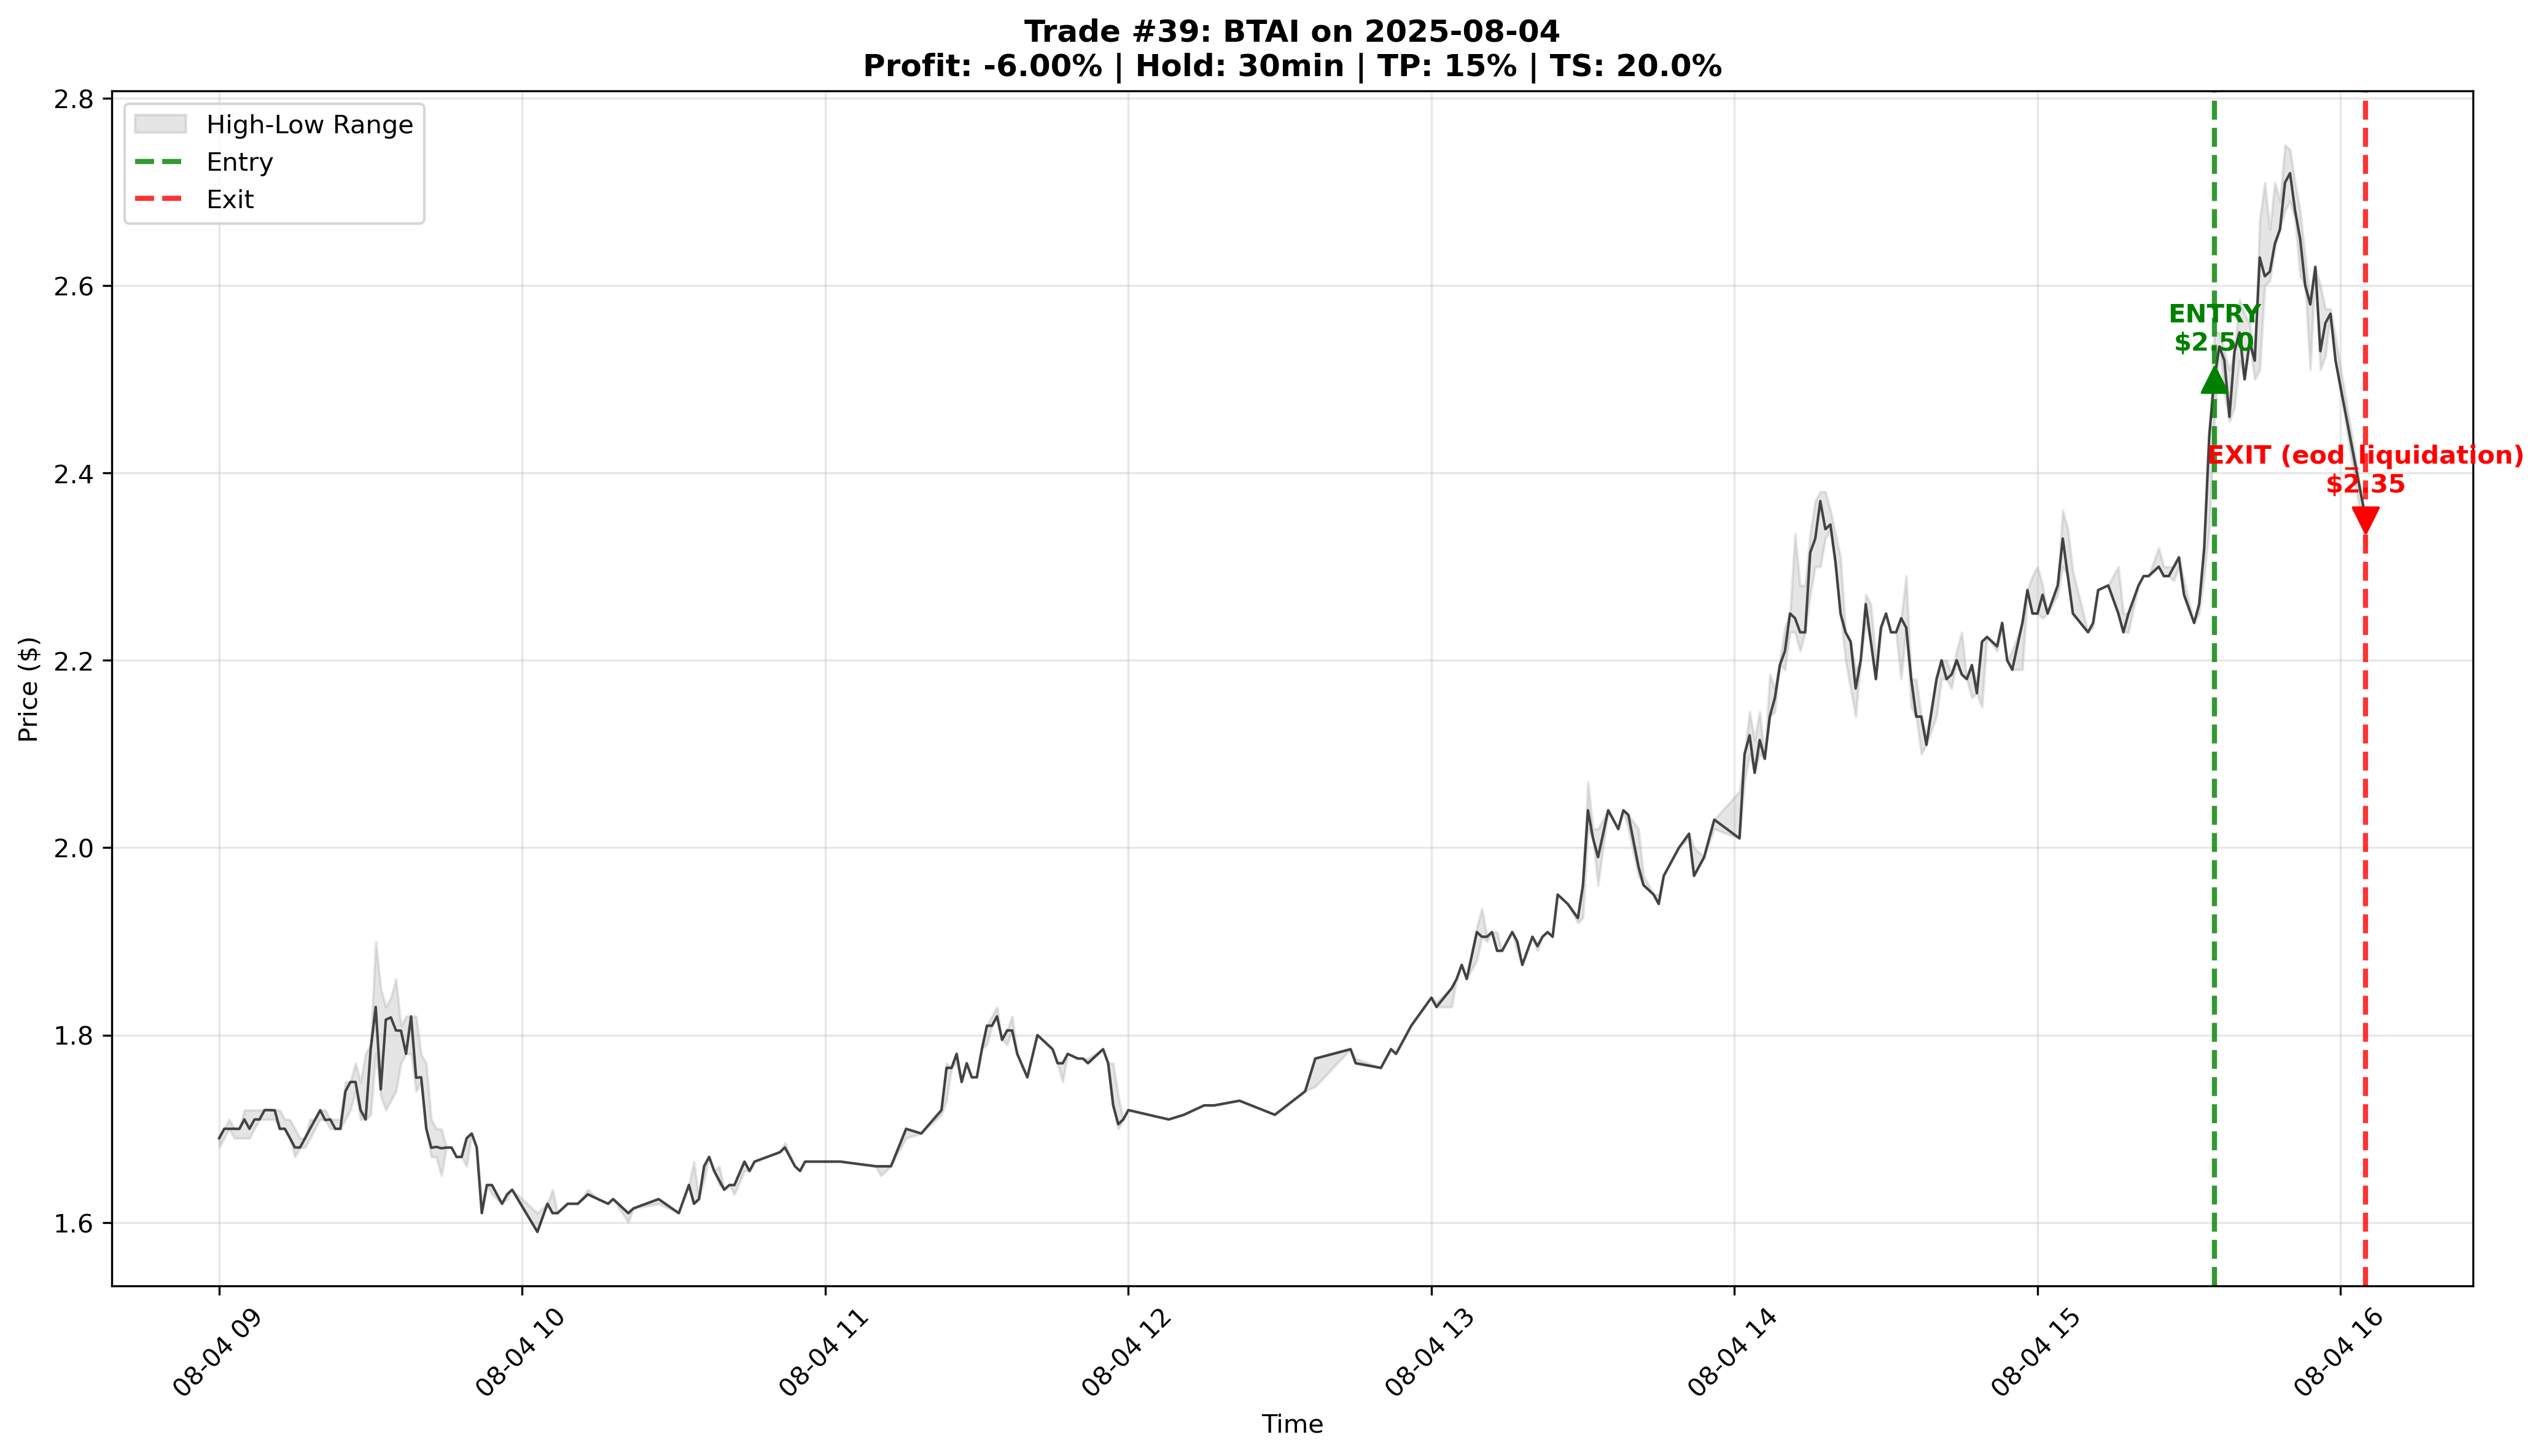 Trade #39: BTAI on 2025-08-04
Profit: -6.00% | Hold: 30min | TP: 15% | TS: 20.0%
High-Low Range
Entry
Exit
2.8
2.6
2.4
2.2
2.0
1.8
1.6
Price ($)
ENTRY
$2.50
EXIT (eod_liquidation)
$2.35
08-04 09
08-04 10
08-04 11
08-04 12
08-04 13
08-04 14
08-04 15
08-04 16
Time